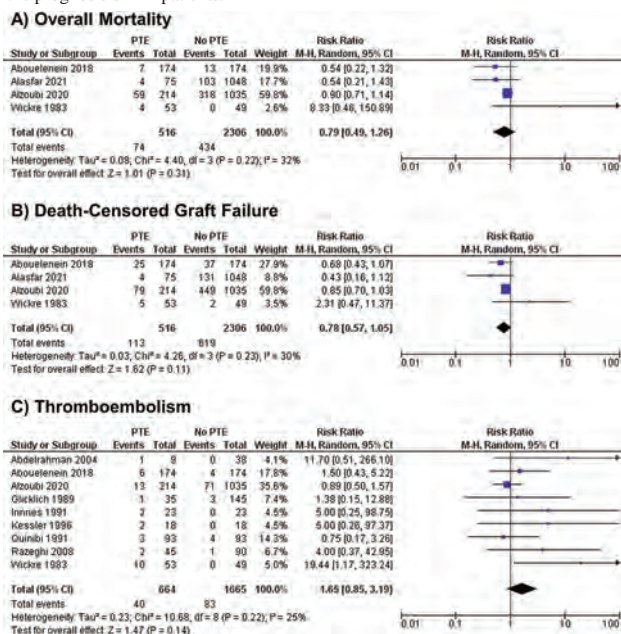 A) Overall Mortality
PTE No PTE Risk Ratio Risk Ratio
Study or Subgroup Events Total Events Total Weight M-H, Random, 95% CI M-H, Random, 95% CI
Abouelenein 2018 7 174 13 174 19.9% 0.54 [0.22, 1.32]
Alasfar 2021 4 75 103 1048 17.7% 0.54 [0.21, 1.43]
Alzoubi 2020 59 214 318 1035 59.8% 0.90 [0.71, 1.14]
Wickre 1983 4 53 0 49 2.6% 8.33 [0.46, 150.89]
Total (95% CI) 516 2306 100.0% 0.79 [0.49, 1.26]
Total events 74 434
Heterogeneity: Tau² = 0.08; Chi² = 4.40, df = 3 (P = 0.22); I² = 32%
Test for overall effect: Z = 1.01 (P = 0.31)
0.01 0.1 1 10 100
B) Death-Censored Graft Failure
PTE No PTE Risk Ratio Risk Ratio
Study or Subgroup Events Total Events Total Weight M-H, Random, 95% CI M-H, Random, 95% CI
Abouelenein 2018 25 174 37 174 27.9% 0.68 [0.43, 1.07]
Alasfar 2021 4 75 131 1048 8.8% 0.43 [0.16, 1.12]
Alzoubi 2020 79 214 449 1035 59.8% 0.85 [0.70, 1.03]
Wickre 1983 5 53 2 49 3.5% 2.31 [0.47, 11.37]
Total (95% CI) 516 2306 100.0% 0.78 [0.57, 1.05]
Total events 113 619
Heterogeneity: Tau² = 0.03; Chi² = 4.26, df = 3 (P = 0.23); I² = 30%
Test for overall effect: Z = 1.62 (P = 0.11)
0.01 0.1 1 10 100
C) Thromboembolism
PTE No PTE Risk Ratio Risk Ratio
Study or Subgroup Events Total Events Total Weight M-H, Random, 95% CI M-H, Random, 95% CI
Abdelrahman 2004 1 9 0 38 4.1% 11.70 [0.51, 266.10]
Abouelenein 2018 6 174 4 174 17.8% 1.50 [0.43, 5.22]
Alzoubi 2020 13 214 71 1035 35.6% 0.89 [0.50, 1.57]
Glicklich 1989 1 35 3 145 7.4% 1.38 [0.15, 12.88]
Innnes 1991 2 23 0 23 4.5% 5.00 [0.25, 98.75]
Kessler 1996 2 18 0 18 4.6% 5.00 [0.26, 97.37]
Quinibi 1991 3 93 4 93 14.3% 0.75 [0.17, 3.26]
Razeghi 2008 2 45 1 90 6.7% 4.00 [0.37, 42.95]
Wickre 1983 10 53 0 49 5.0% 19.44 [1.17, 323.24]
Total (95% CI) 664 1665 100.0% 1.65 [0.85, 3.19]
Total events 40 83
Heterogeneity: Tau² = 0.23; Chi² = 10.68, df = 8 (P = 0.22); I² = 25%
Test for overall effect: Z = 1.47 (P = 0.14)
0.01 0.1 1 10 100